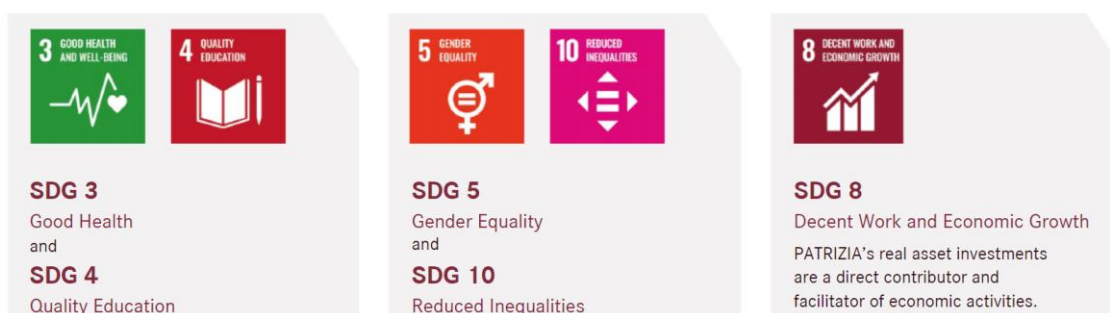 3 GOOD HEALTH
AND WELL-BEING
4 QUALITY
EDUCATION
SDG 3
Good Health
and
SDG 4
Quality Education
5 GENDER
EQUALITY
10 REDUCED
INEQUALITIES
SDG 5
Gender Equality
and
SDG 10
Reduced Inequalities
8 DECENT WORK AND
ECONOMIC GROWTH
SDG 8
Decent Work and Economic Growth
PATRIZIA's real asset investments
are a direct contributor and
facilitator of economic activities.